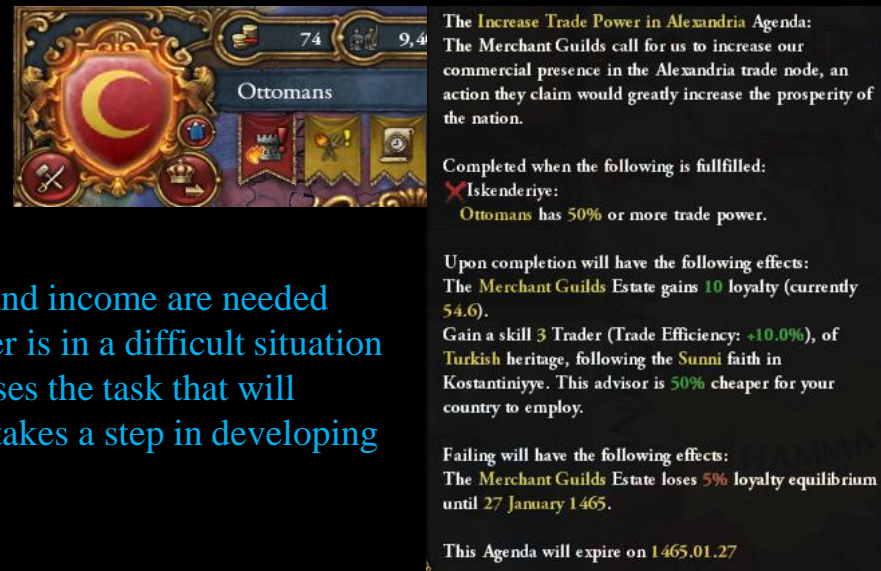 74
9,4
Ottomans
and income are needed
er is in a difficult situation
ses the task that will
takes a step in developing
The Increase Trade Power in Alexandria Agenda:
The Merchant Guilds call for us to increase our
commercial presence in the Alexandria trade node, an
action they claim would greatly increase the prosperity of
the nation.
Completed when the following is fullfilled:
Iskenderiye:
Ottomans has 50% or more trade power.
Upon completion will have the following effects:
The Merchant Guilds Estate gains 10 loyalty (currently
54.6).
Gain a skill 3 Trader (Trade Efficiency: +10.0%), of
Turkish heritage, following the Sunni faith in
Kostantiniyye. This advisor is 50% cheaper for your
country to employ.
Failing will have the following effects:
The Merchant Guilds Estate loses 5% loyalty equilibrium
until 27 January 1465.
This Agenda will expire on 1465.01.27